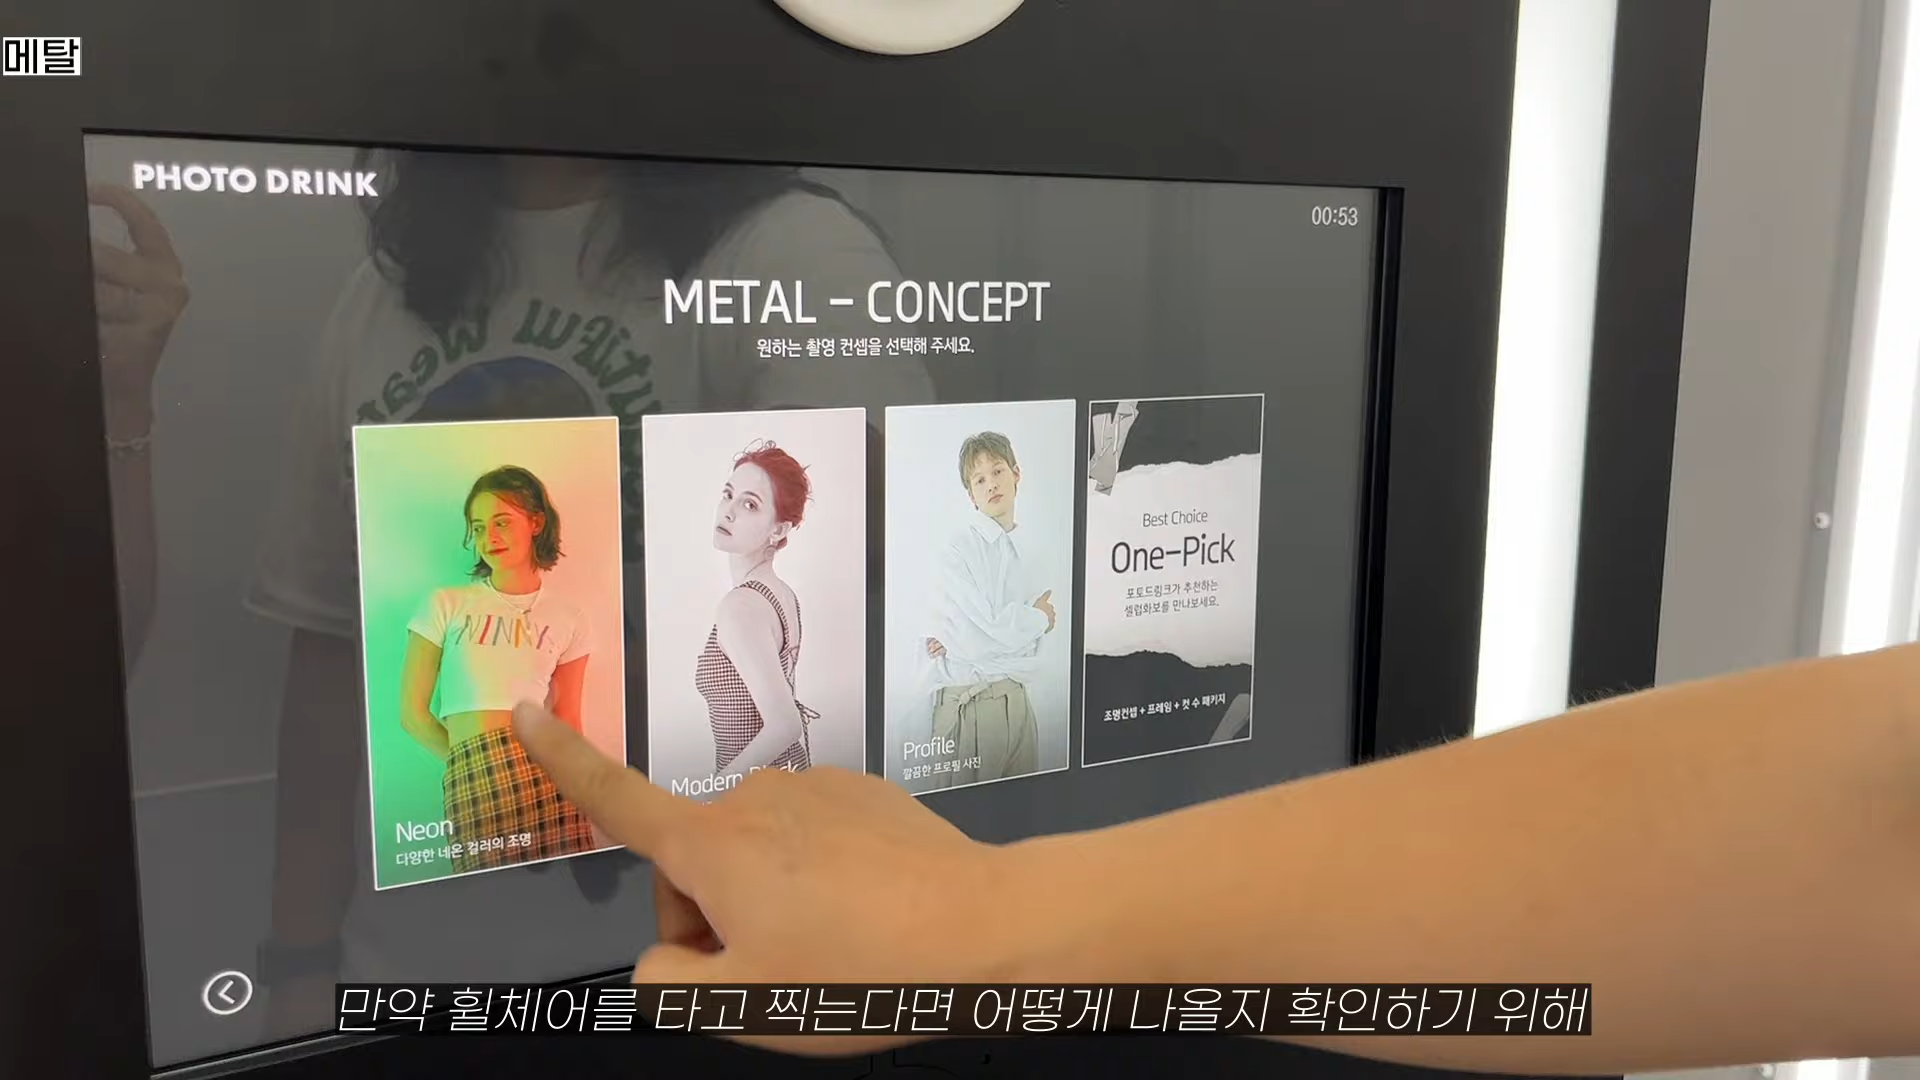 메탈
PHOTO DRINK
00:53
METAL - CONCEPT
원하는 촬영 컨셉을 선택해 주세요.
NINNY
Neon
다양한 네온 컬러의 조명
Modern
Profile
깔끔한 프로필 사진
Best Choice
One-Pick
포토드링크가 추천하는
셀럽화보를 만나보세요.
조명컨셉 + 프레임 + 컷 수 패키지
만약 휠체어를 타고 찍는다면 어떻게 나올지 확인하기 위해